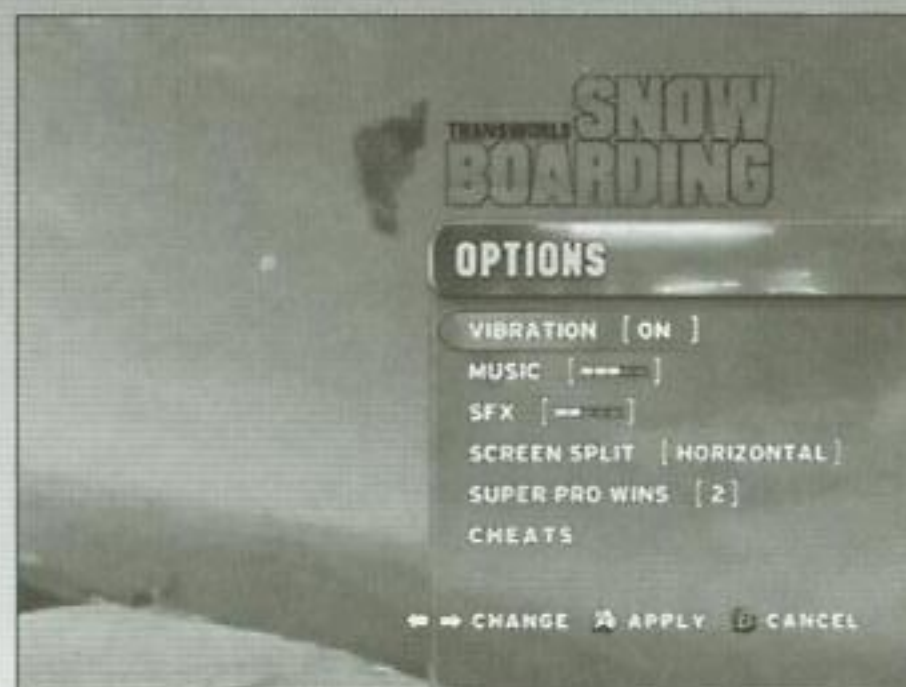 TRANSWORLD SNOW
BOARDING
OPTIONS
VIBRATION [ ON ]
MUSIC [ ]
SFX [ ]
SCREEN SPLIT [ HORIZONTAL ]
SUPER PRO WINS [ 2 ]
CHEATS
CHANGE A APPLY B CANCEL